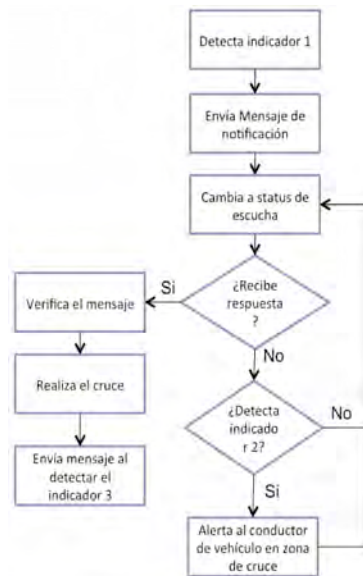 Detecta indicador 1
Envía Mensaje de
notificación
Cambia a status de
escucha
¿Recibe
respuesta
?
Si
Verifica el mensaje
Realiza el cruce
Envía mensaje al
detectar el
indicador 3
No
¿Detecta
indicado
r 2?
No
Si
Alerta al conductor
de vehículo en zona
de cruce